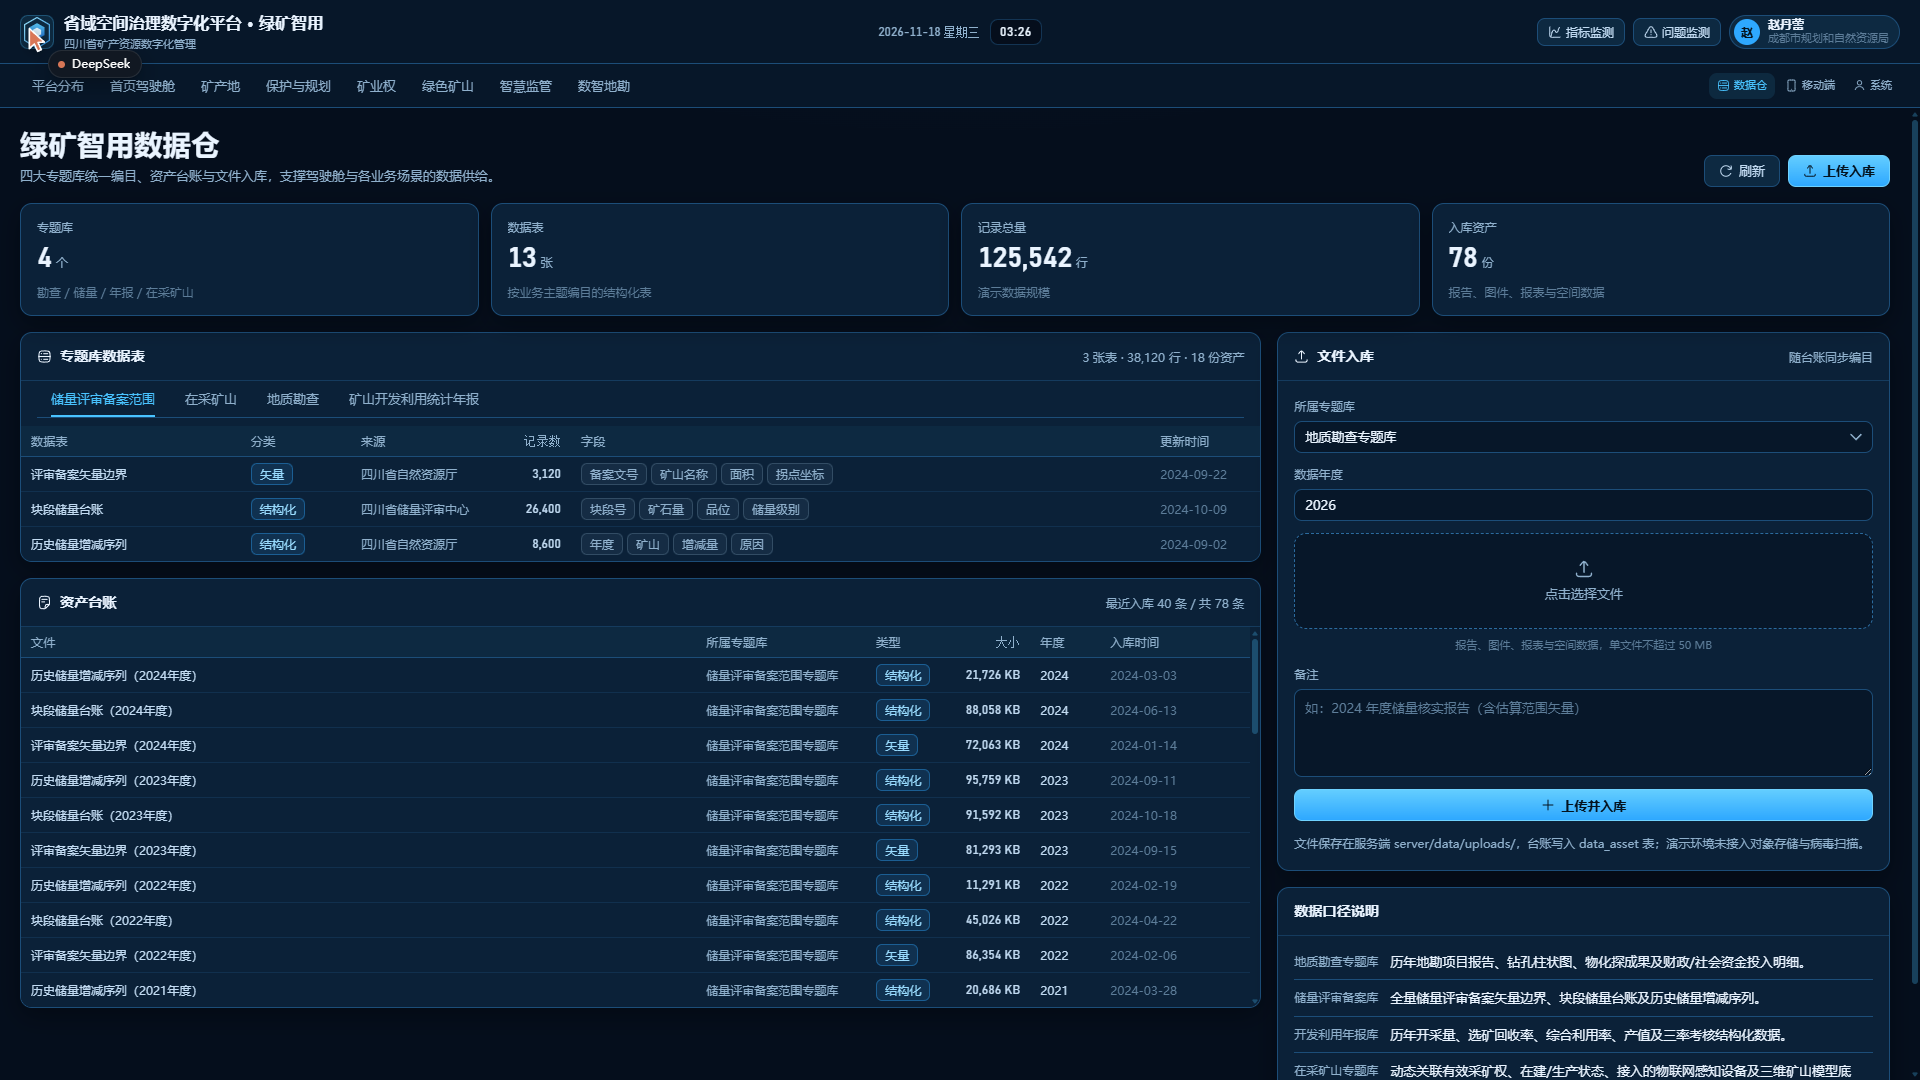 省域空间治理数字化平台 • 绿矿智用
四川省矿产资源数字化管理
DeepSeek
2026-11-18 星期三 03:26
指标监测 问题监测
赵 赵丹蕾
成都市规划和自然资源局
平台分布 首页驾驶舱 矿产地 保护与规划 矿业权 绿色矿山 智慧监管 数智地勘
数据仓 移动端 系统
绿矿智用数据仓
四大专题库统一编目、资产台账与文件入库，支撑驾驶舱与各业务场景的数据供给。
刷新 上传入库
专题库
4 个
勘查 / 储量 / 年报 / 在采矿山
数据表
13 张
按业务主题编目的结构化表
记录总量
125,542 行
演示数据规模
入库资产
78 份
报告、图件、报表与空间数据
专题库数据表 3 张表 · 38,120 行 · 18 份资产
储量评审备案范围 在采矿山 地质勘查 矿山开发利用统计年报
数据表 分类 来源 记录数 字段 更新时间
评审备案矢量边界 矢量 四川省自然资源厅 3,120 备案文号 矿山名称 面积 拐点坐标 2024-09-22
块段储量台账 结构化 四川省储量评审中心 26,400 块段号 矿石量 品位 储量级别 2024-10-09
历史储量增减序列 结构化 四川省自然资源厅 8,600 年度 矿山 增减量 原因 2024-09-02
资产台账 最近入库 40 条 / 共 78 条
文件 所属专题库 类型 大小 年度 入库时间
历史储量增减序列（2024年度） 储量评审备案范围专题库 结构化 21,726 KB 2024 2024-03-03
块段储量台账（2024年度） 储量评审备案范围专题库 结构化 88,058 KB 2024 2024-06-13
评审备案矢量边界（2024年度） 储量评审备案范围专题库 矢量 72,063 KB 2024 2024-01-14
历史储量增减序列（2023年度） 储量评审备案范围专题库 结构化 95,759 KB 2023 2024-09-11
块段储量台账（2023年度） 储量评审备案范围专题库 结构化 91,592 KB 2023 2024-10-18
评审备案矢量边界（2023年度） 储量评审备案范围专题库 矢量 81,293 KB 2023 2024-09-15
历史储量增减序列（2022年度） 储量评审备案范围专题库 结构化 11,291 KB 2022 2024-02-19
块段储量台账（2022年度） 储量评审备案范围专题库 结构化 45,026 KB 2022 2024-04-22
评审备案矢量边界（2022年度） 储量评审备案范围专题库 矢量 86,354 KB 2022 2024-02-06
历史储量增减序列（2021年度） 储量评审备案范围专题库 结构化 20,686 KB 2021 2024-03-28
文件入库 随台账同步编目
所属专题库
地质勘查专题库
数据年度
2026
点击选择文件
报告、图件、报表与空间数据，单文件不超过 50 MB
备注
如：2024 年度储量核实报告（含估算范围矢量）
上传并入库
文件保存在服务端 server/data/uploads/，台账写入 data_asset 表；演示环境未接入对象存储与病毒扫描。
数据口径说明
地质勘查专题库 历年地勘项目报告、钻孔柱状图、物化探成果及财政/社会资金投入明细。
储量评审备案库 全量储量评审备案矢量边界、块段储量台账及历史储量增减序列。
开发利用年报库 历年开采量、选矿回收率、综合利用率、产值及三率考核结构化数据。
在采矿山专题库 动态关联有效采矿权、在建/生产状态、接入的物联网感知设备及三维矿山模型底